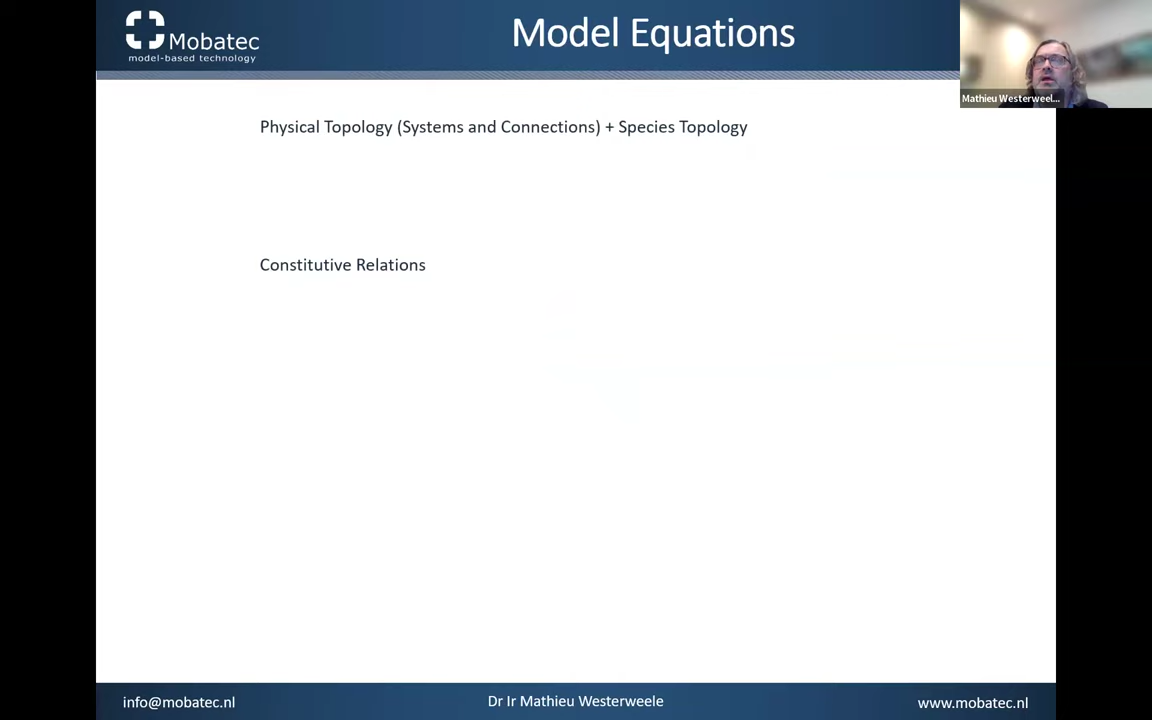 Mobatec
model-based technology
Model Equations
Mathieu Westerweel...
Physical Topology (Systems and Connections) + Species Topology
Constitutive Relations
info@mobatec.nl
Dr Ir Mathieu Westerweele
www.mobatec.nl